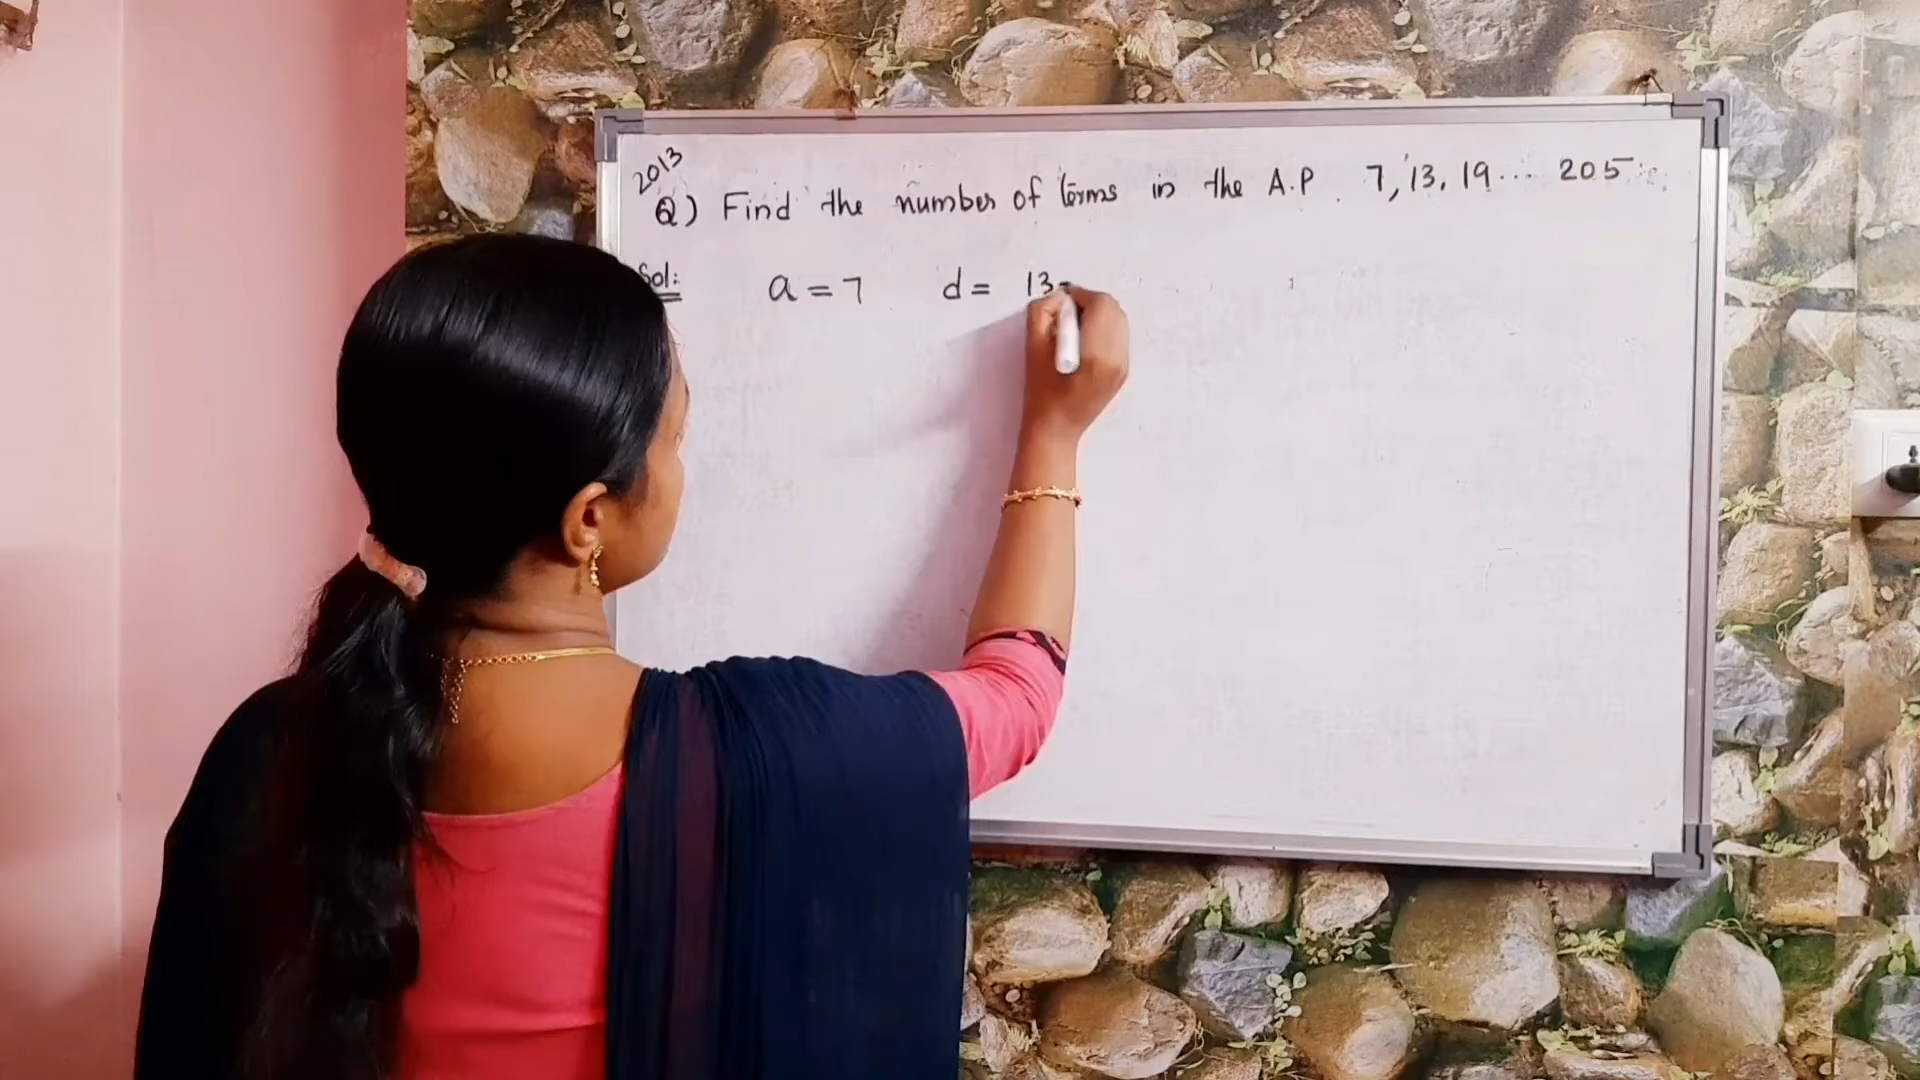 2013
Q) Find the number of terms in the A.P. 7, 13, 19... 205
Sol: a = 7 d = 13-